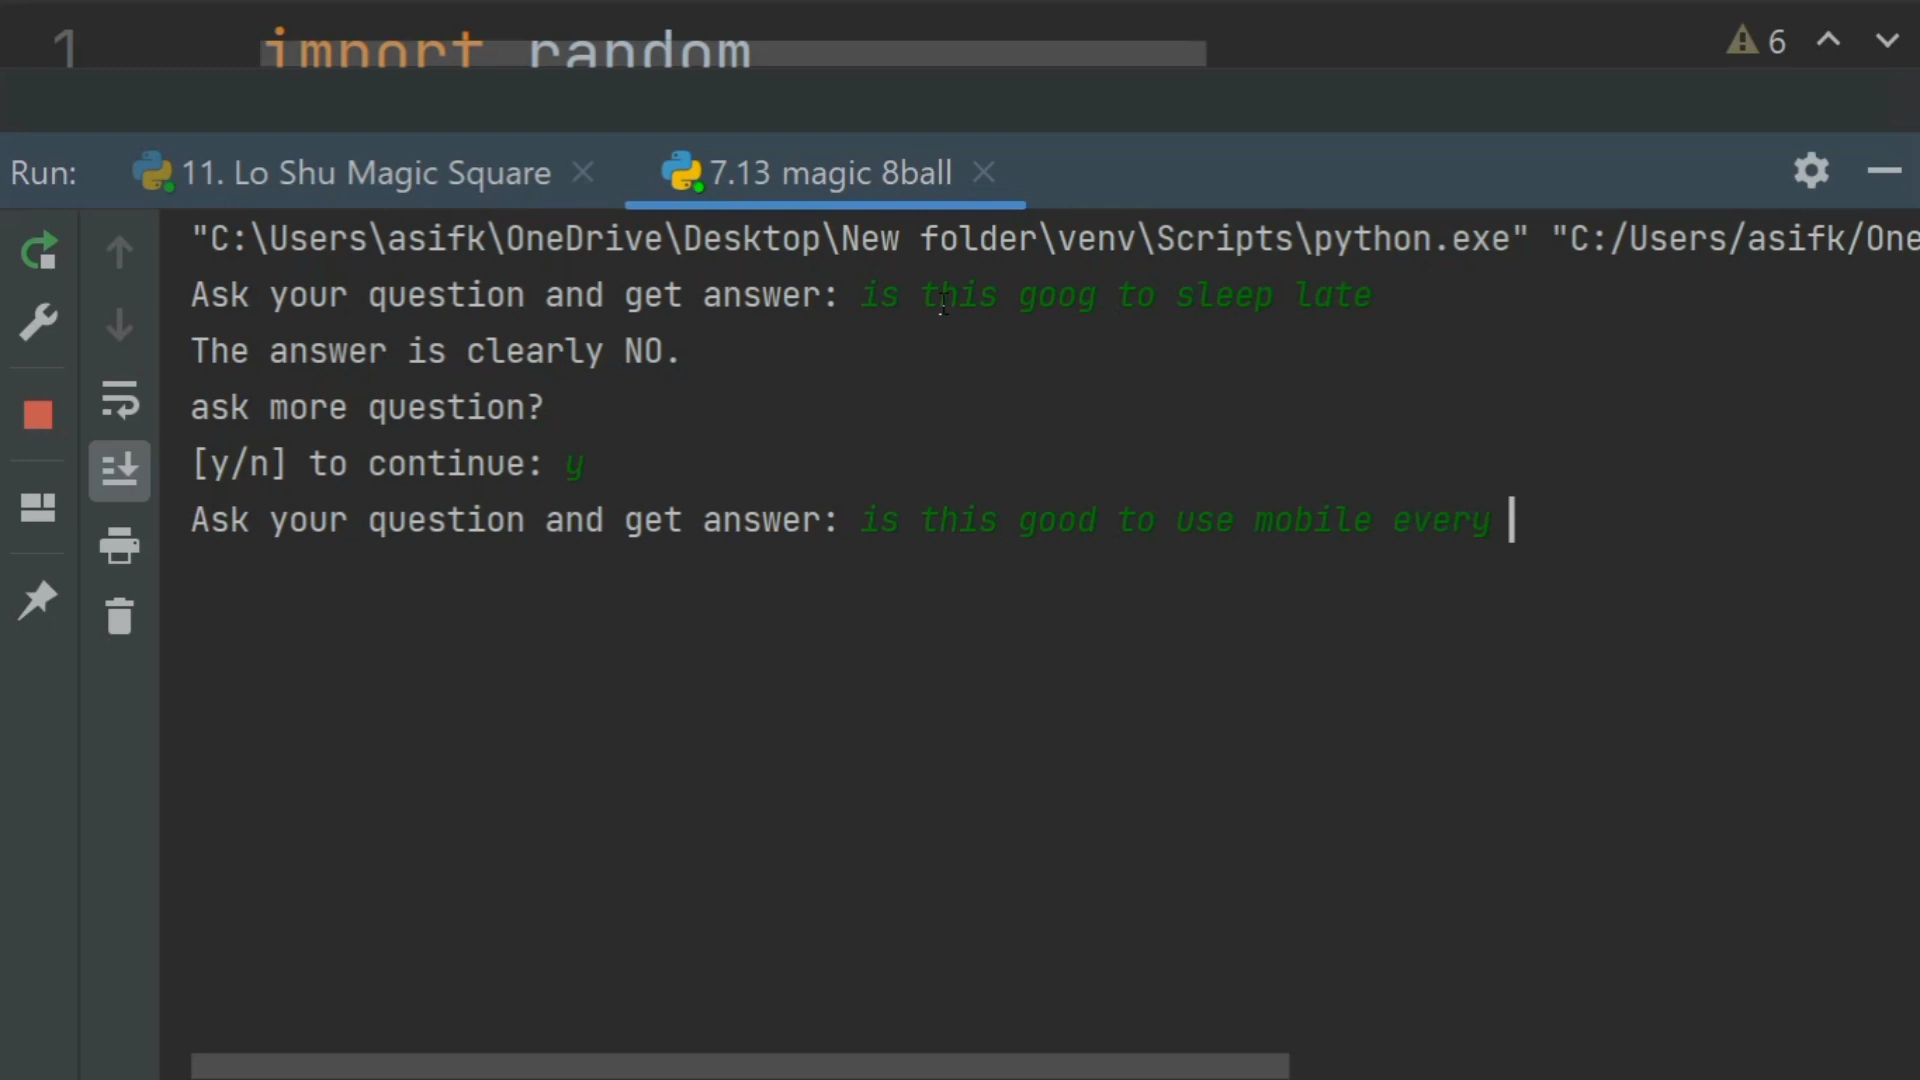 1 import random
6
Run: 11. Lo Shu Magic Square 7.13 magic 8ball
"C:\Users\asifk\OneDrive\Desktop\New folder\venv\Scripts\python.exe" "C:/Users/asifk/One
Ask your question and get answer: is this goog to sleep late
The answer is clearly NO.
ask more question?
[y/n] to continue: y
Ask your question and get answer: is this good to use mobile every